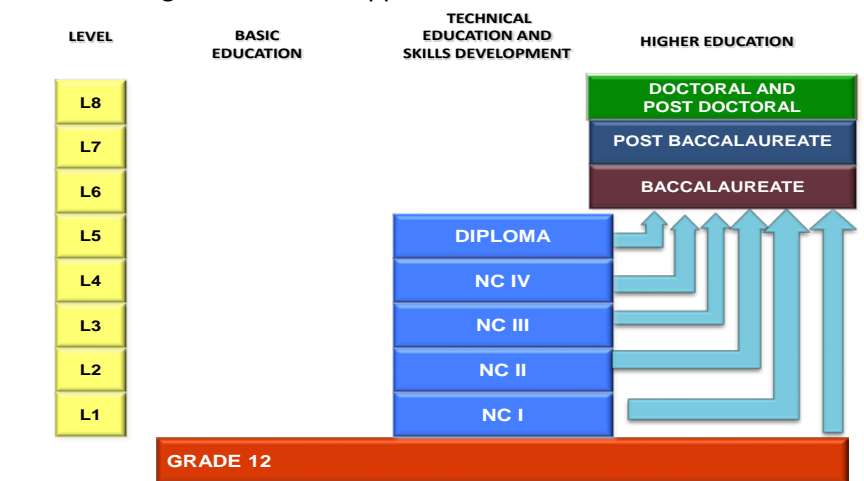 TECHNICAL
LEVEL
BASIC
EDUCATION AND
HIGHER EDUCATION
EDUCATION
SKILLS DEVELOPMENT
L8
DOCTORAL AND
POST DOCTORAL
L7
POST BACCALAUREATE
L6
BACCALAUREATE
L5
DIPLOMA
L4
NC IV
L3
NC III
L2
NC II
L1
NC I
GRADE 12